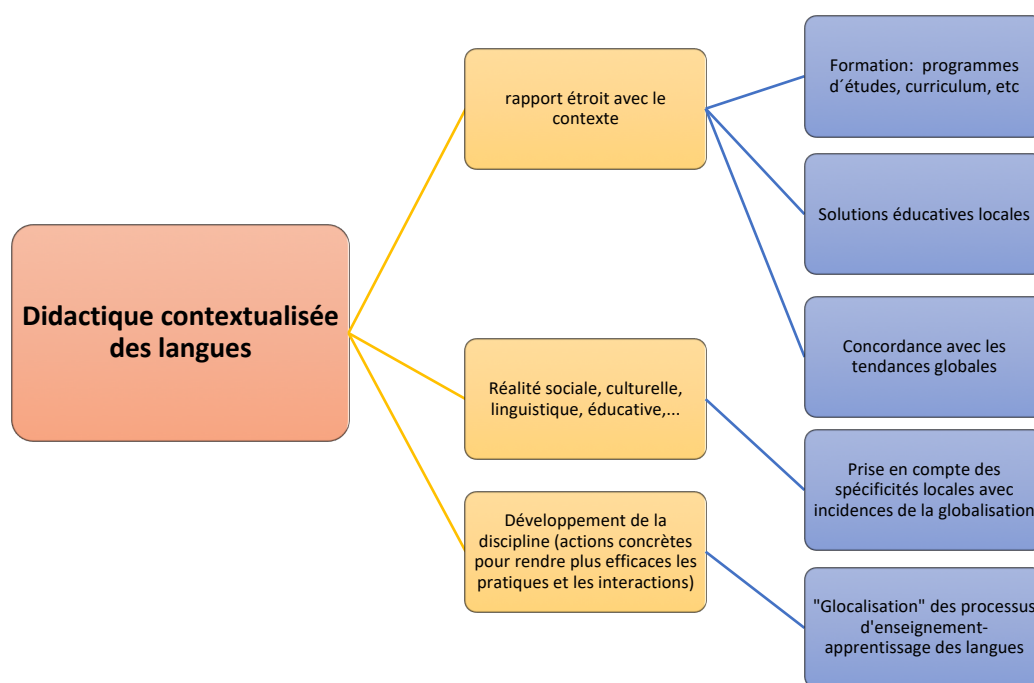 Didactique contextualisée
des langues
rapport étroit avec le
contexte
Formation:  programmes
d´études, curriculum, etc
Solutions éducatives locales
Concordance avec les
tendances globales
Réalité sociale, culturelle,
linguistique, éducative,...
Prise en compte des
spécificités locales avec
incidences de la globalisation
Développement de la
discipline (actions concrètes
pour rendre plus efficaces les
pratiques et les interactions)
"Glocalisation" des processus
d'enseignement-
apprentissage des langues